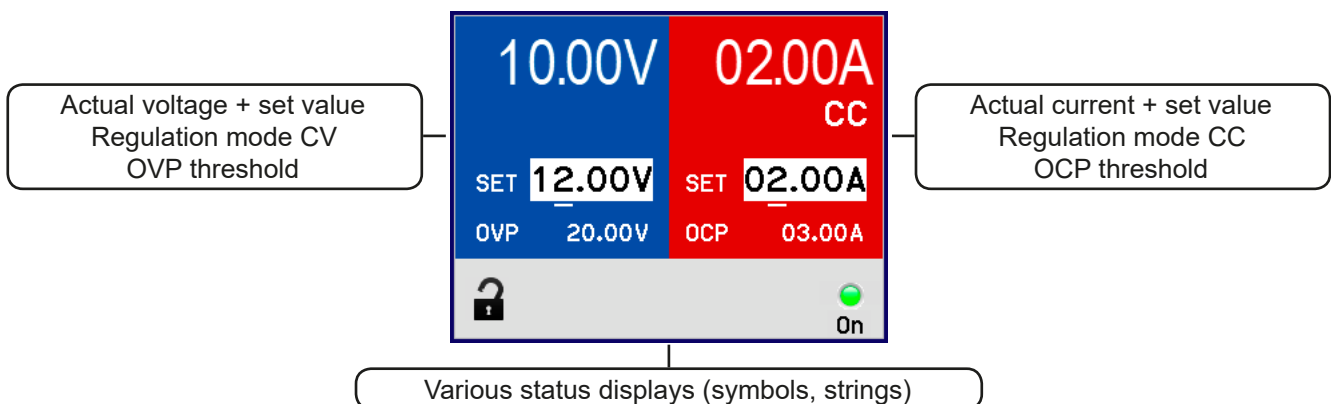 10.00V
02.00A
CC
SET 12.00V
SET 02.00A
OVP 20.00V
OCP 03.00A
On
Actual voltage + set value
Regulation mode CV
OVP threshold
Actual current + set value
Regulation mode CC
OCP threshold
Various status displays (symbols, strings)